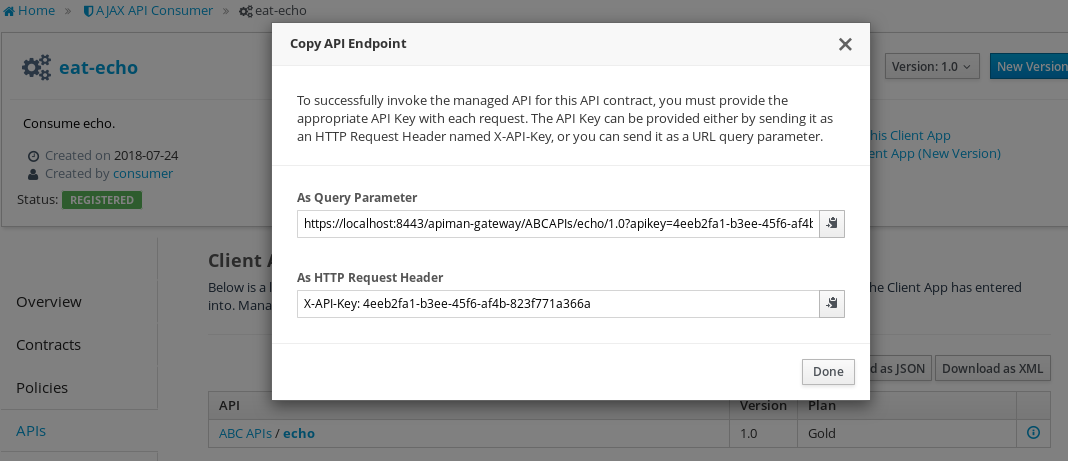 Home » AJAX API Consumer » eat-echo
Copy API Endpoint
eat-echo
Version: 1.0
New Version
To successfully invoke the managed API for this API contract, you must provide the
appropriate API Key with each request. The API Key can be provided either by sending it as
an HTTP Request Header named X-API-Key, or you can send it as a URL query parameter.
Consume echo.
his Client App
Created on 2018-07-24
ent App (New Version)
Created by consumer
Status: REGISTERED
As Query Parameter
https://localhost:8443/apiman-gateway/ABCAPIs/echo/1.0?apikey=4eeb2fa1-b3ee-45f6-af4b
Client A
As HTTP Request Header
Below is a l
he Client App has entered
X-API-Key: 4eeb2fa1-b3ee-45f6-af4b-823f771a366a
into. Mana
Overview
Contracts
Policies
APIs
Done
d as JSON
Download as XML
API Version Plan
ABC APIs / echo 1.0 Gold